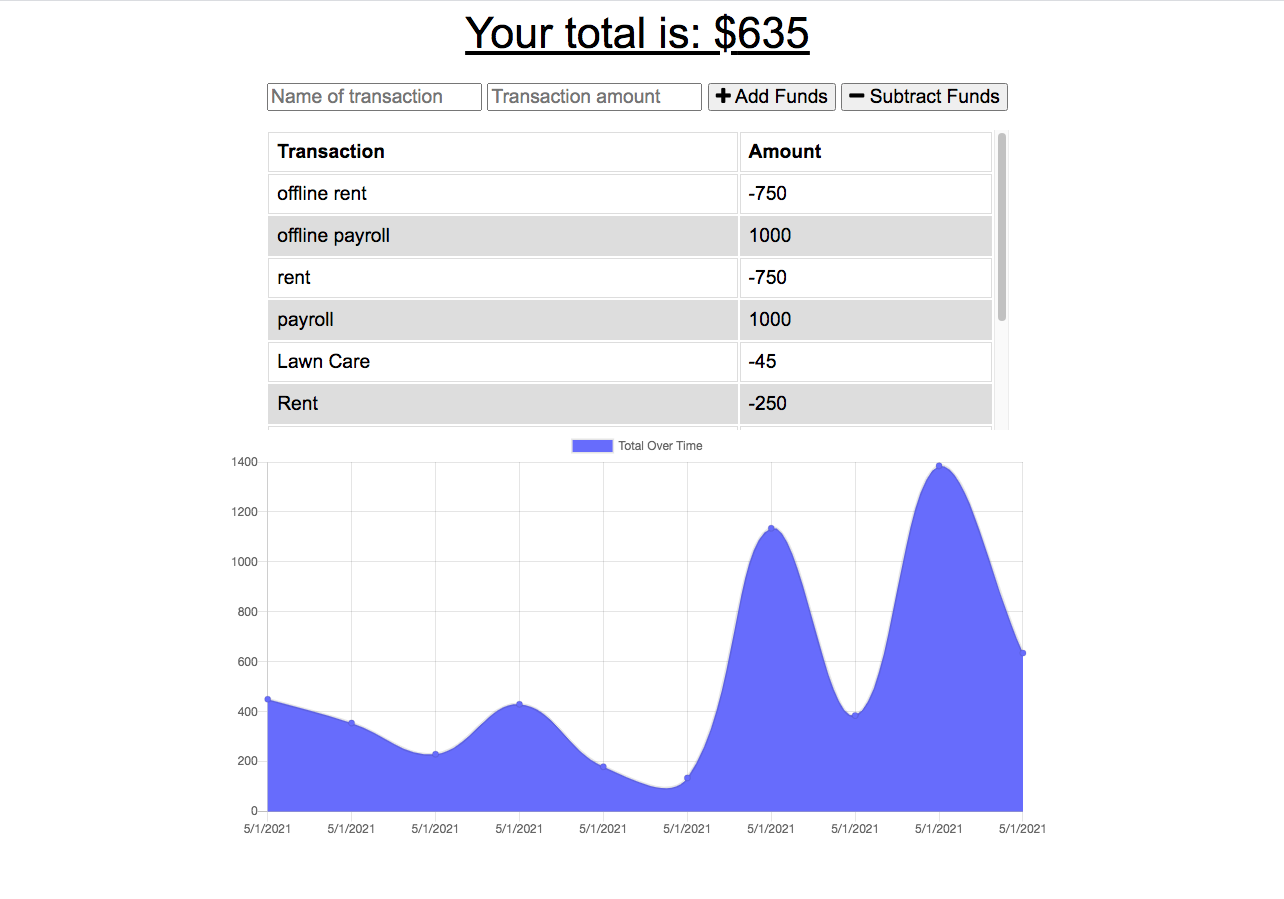 Your total is: $635
Name of transaction Transaction amount Add Funds Subtract Funds
Transaction Amount
offline rent -750
offline payroll 1000
rent -750
payroll 1000
Lawn Care -45
Rent -250
Total Over Time
1400
1200
1000
800
600
400
200
0
5/1/2021 5/1/2021 5/1/2021 5/1/2021 5/1/2021 5/1/2021 5/1/2021 5/1/2021 5/1/2021 5/1/2021